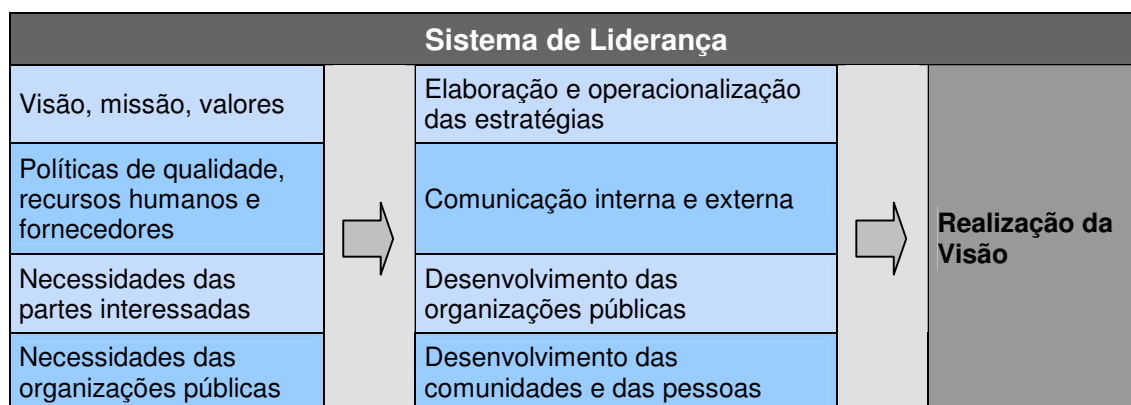 Sistema de Liderança
Visão, missão, valores
Elaboração e operacionalização
das estratégias
Políticas de qualidade,
recursos humanos e
fornecedores
Comunicação interna e externa
Realização da
Visão
Necessidades das
partes interessadas
Desenvolvimento das
organizações públicas
Necessidades das
organizações públicas
Desenvolvimento das
comunidades e das pessoas